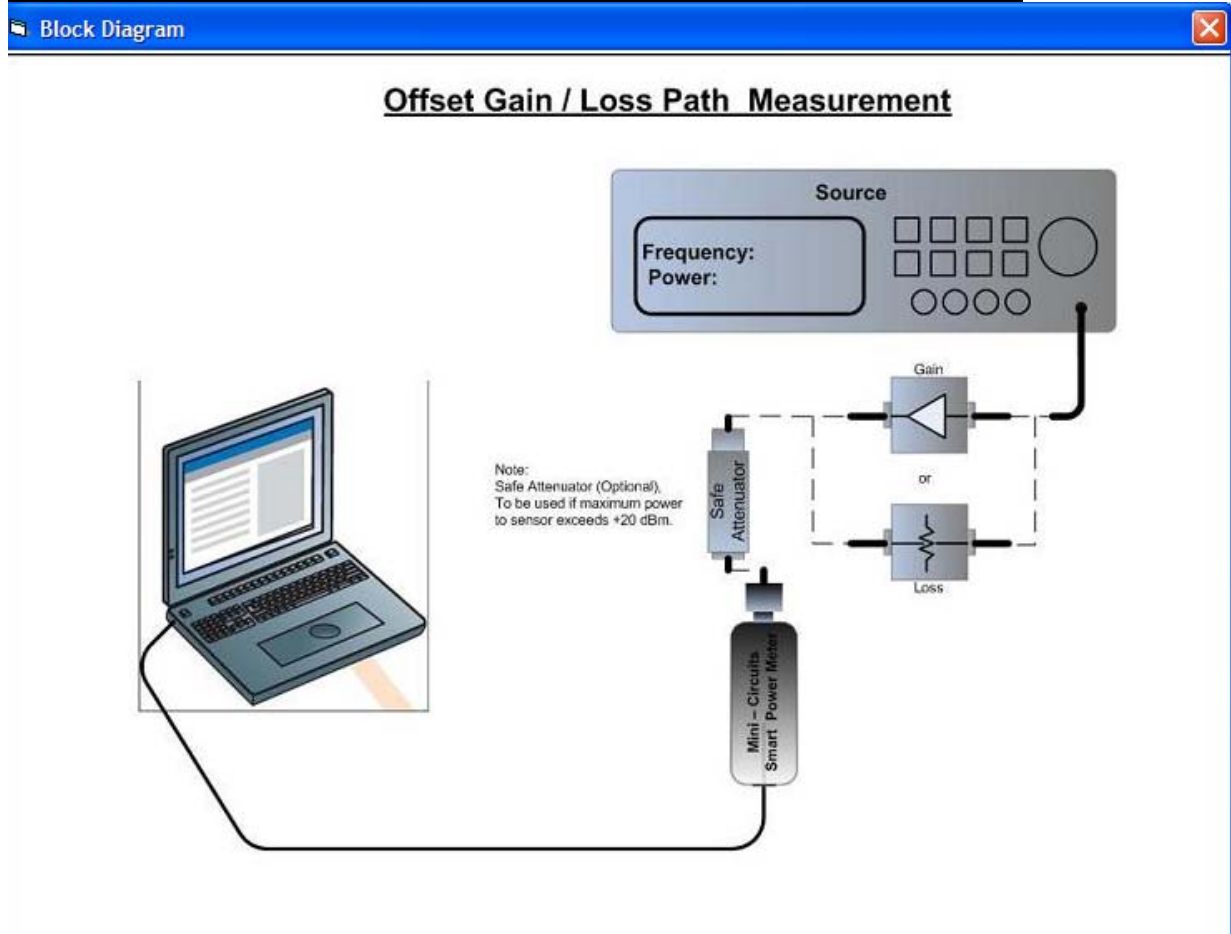 Block Diagram
Offset Gain / Loss Path Measurement
Source
Frequency:
Power:
Gain
or
Loss
Note:
Safe Attenuator (Optional),
To be used if maximum power
to sensor exceeds +20 dBm.
Safe
Attenuator
Mini – Circuits
Smart Power Meter